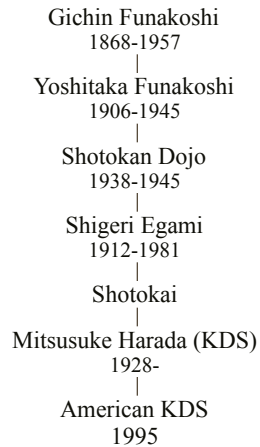 Gichin Funakoshi
1868-1957
Yoshitaka Funakoshi
1906-1945
Shotokan Dojo
1938-1945
Shigeri Egami
1912-1981
Shotokai
Mitsusuke Harada (KDS)
1928-
American KDS
1995